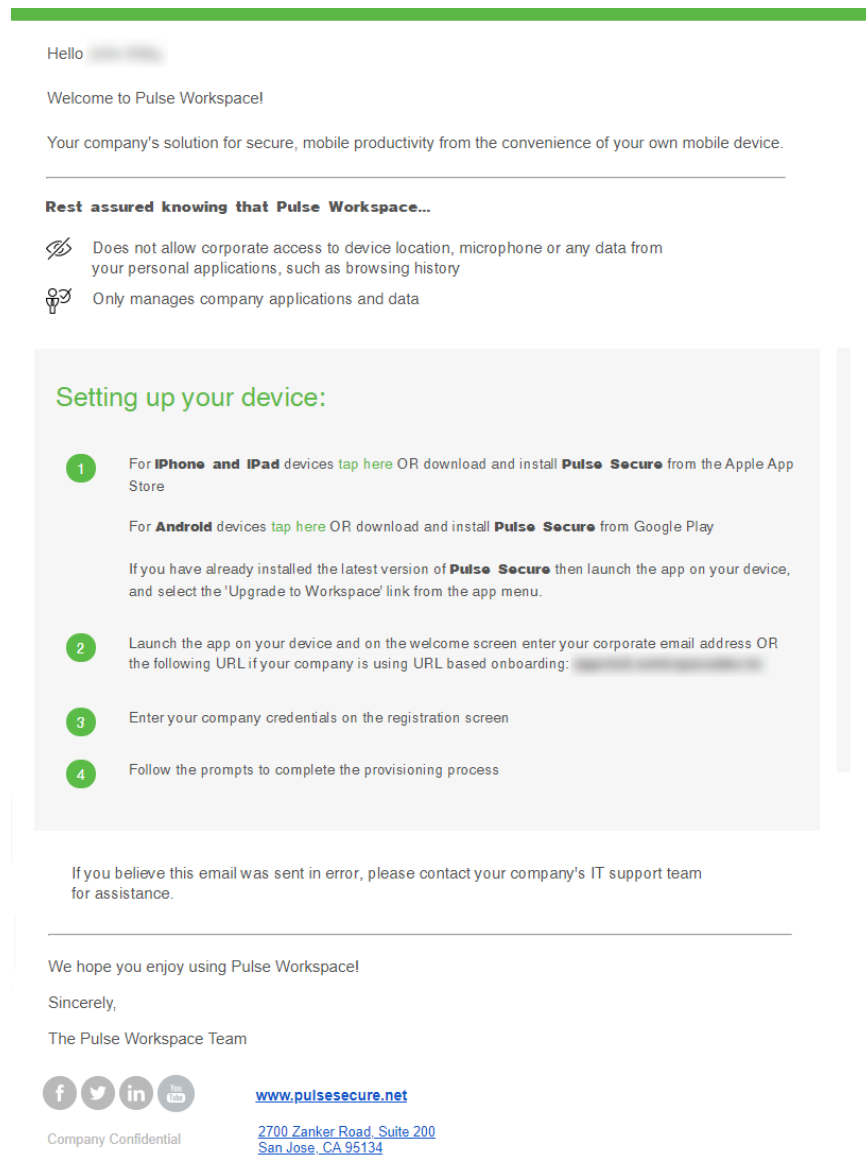 Hello
Welcome to Pulse Workspace!
Your company's solution for secure, mobile productivity from the convenience of your own mobile device.
Rest assured knowing that Pulse Workspace...
Does not allow corporate access to device location, microphone or any data from
your personal applications, such as browsing history
Only manages company applications and data
Setting up your device:
1
For IPhone and IPad devices tap here OR download and install Pulse Secure from the Apple App
Store
For Android devices tap here OR download and install Pulse Secure from Google Play
If you have already installed the latest version of Pulse Secure then launch the app on your device,
and select the 'Upgrade to Workspace' link from the app menu.
2
Launch the app on your device and on the welcome screen enter your corporate email address OR
the following URL if your company is using URL based onboarding:
3
Enter your company credentials on the registration screen
4
Follow the prompts to complete the provisioning process
If you believe this email was sent in error, please contact your company's IT support team
for assistance.
We hope you enjoy using Pulse Workspace!
Sincerely,
The Pulse Workspace Team
f in You Tube
www.pulsesecure.net
Company Confidential
2700 Zanker Road, Suite 200
San Jose, CA 95134